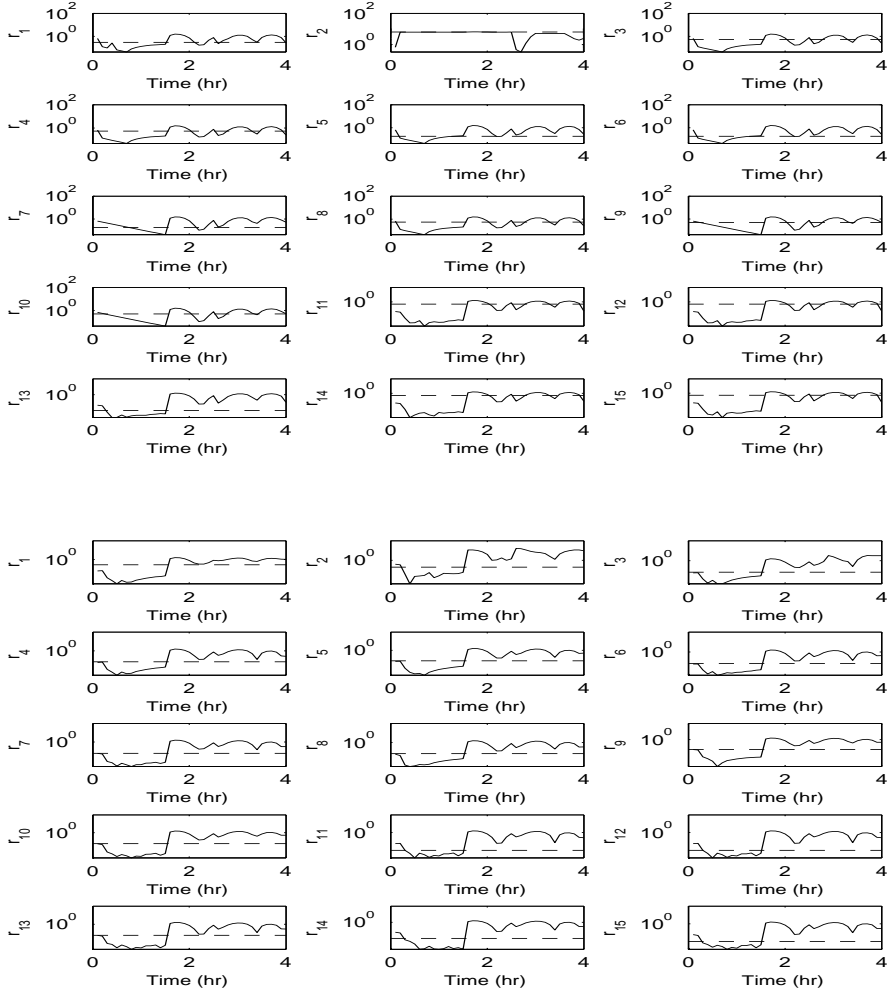 10² 10² 10²
r₁ 10⁰ r₂ 10⁰ r₃ 10⁰
0 2 4 0 2 4 0 2 4
Time (hr) Time (hr) Time (hr)
10² 10² 10²
r₄ 10⁰ r₅ 10⁰ r₆ 10⁰
0 2 4 0 2 4 0 2 4
Time (hr) Time (hr) Time (hr)
10² 10² 10²
r₇ 10⁰ r₈ 10⁰ r₉ 10⁰
0 2 4 0 2 4 0 2 4
Time (hr) Time (hr) Time (hr)
10²
r₁₀ 10⁰ r₁₁ 10⁰ r₁₂ 10⁰
0 2 4 0 2 4 0 2 4
Time (hr) Time (hr) Time (hr)
r₁₃ 10⁰ r₁₄ 10⁰ r₁₅ 10⁰
0 2 4 0 2 4 0 2 4
Time (hr) Time (hr) Time (hr)
r₁ 10⁰ r₂ 10⁰ r₃ 10⁰
0 2 4 0 2 4 0 2 4
Time (hr) Time (hr) Time (hr)
r₄ 10⁰ r₅ 10⁰ r₆ 10⁰
0 2 4 0 2 4 0 2 4
Time (hr) Time (hr) Time (hr)
r₇ 10⁰ r₈ 10⁰ r₉ 10⁰
0 2 4 0 2 4 0 2 4
Time (hr) Time (hr) Time (hr)
r₁₀ 10⁰ r₁₁ 10⁰ r₁₂ 10⁰
0 2 4 0 2 4 0 2 4
Time (hr) Time (hr) Time (hr)
r₁₃ 10⁰ r₁₄ 10⁰ r₁₅ 10⁰
0 2 4 0 2 4 0 2 4
Time (hr) Time (hr) Time (hr)